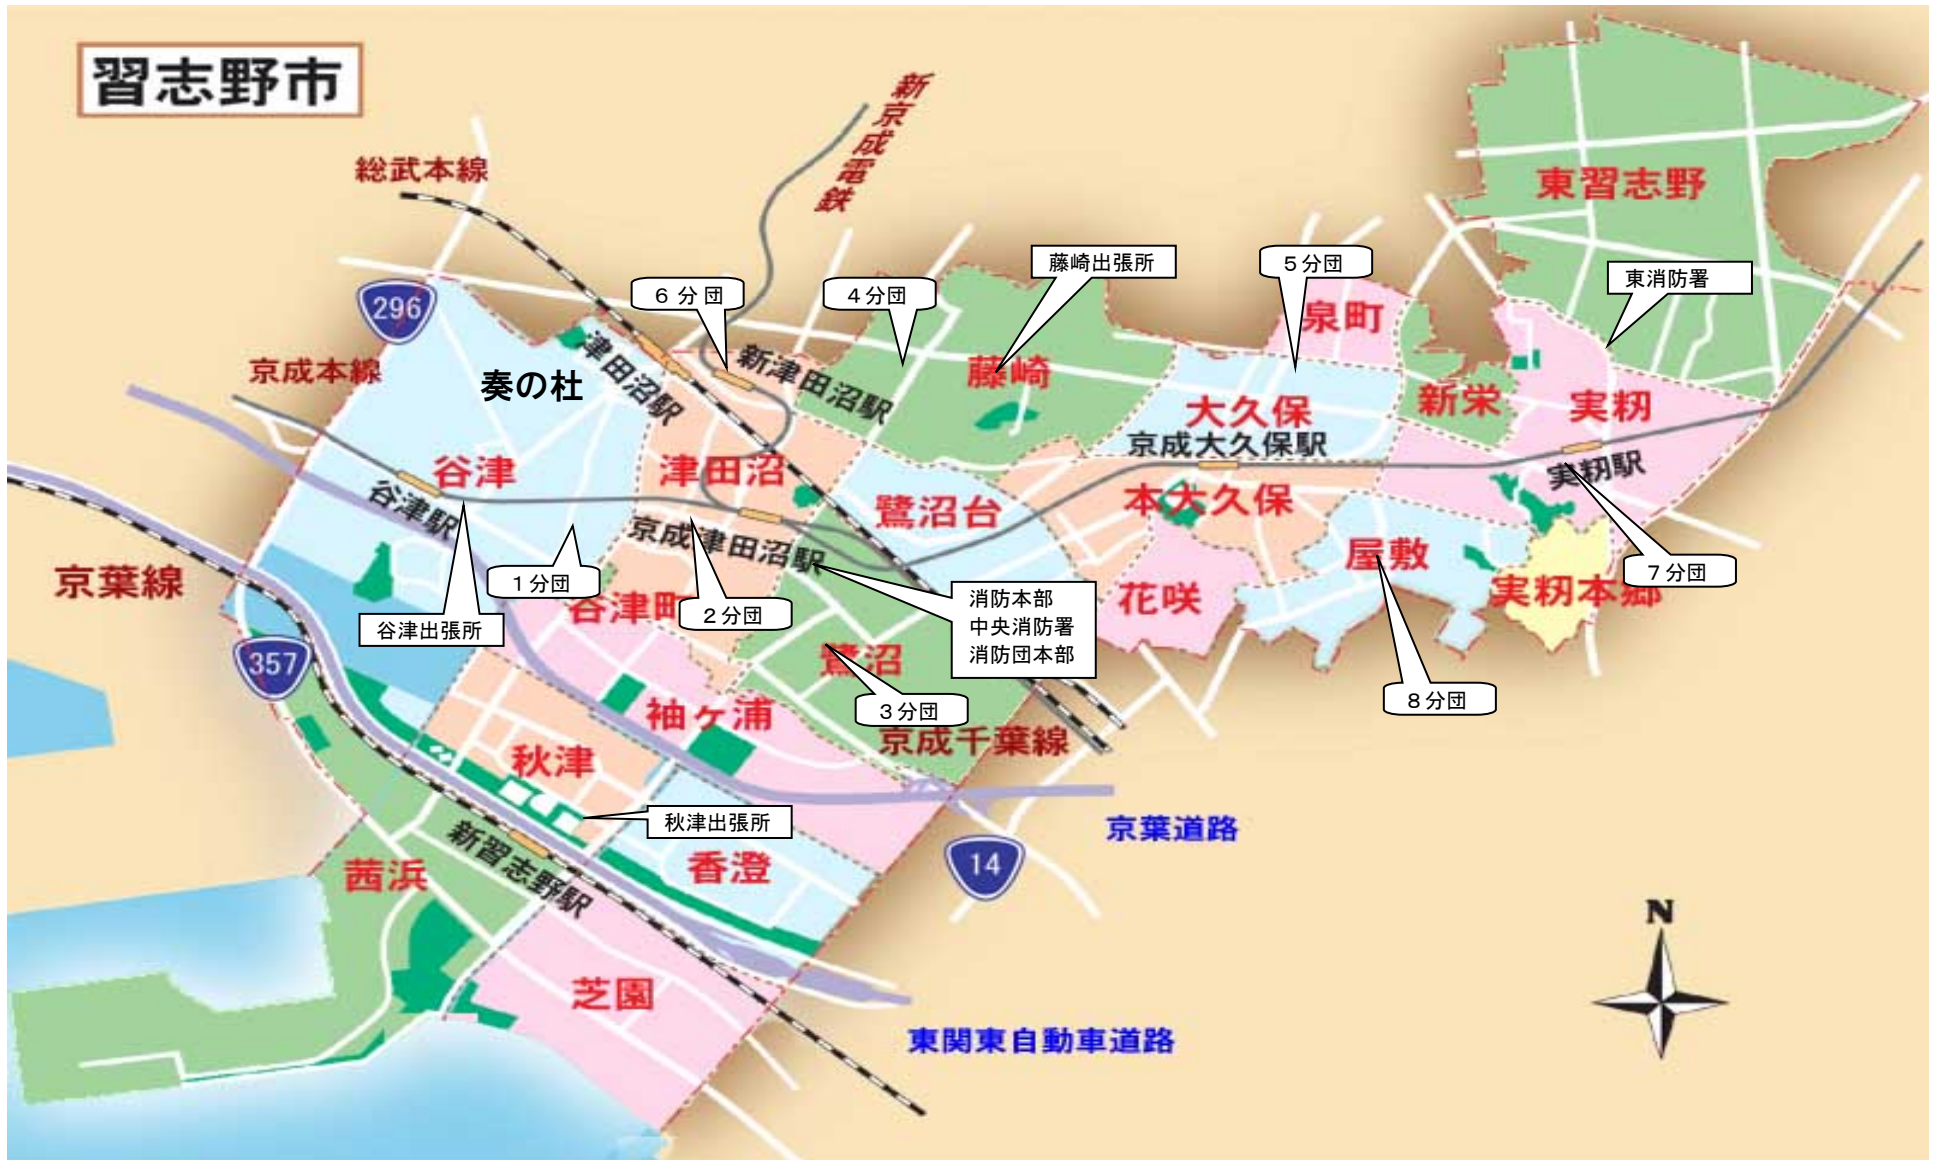 習志野市
新京成電鉄
総武本線
東習志野
藤崎出張所
5分団
東消防署
6 分 団
4分団
296
泉町
京成本線
奏の杜
津田沼駅
新津田沼駅
藤崎
大久保
京成大久保駅
新栄
実籾
実籾駅
谷津
谷津駅
津田沼
京成津田沼駅
鷺沼台
本大久保
屋敷
7分団
実籾本郷
京葉線
1分団
谷津出張所
谷津町
2分団
消防本部
中央消防署
消防団本部
花咲
357
鷺沼
3分団
8分団
袖ヶ浦
京成千葉線
秋津
秋津出張所
京葉道路
14
新習志野駅
茜浜
香澄
N
芝園
東関東自動車道路